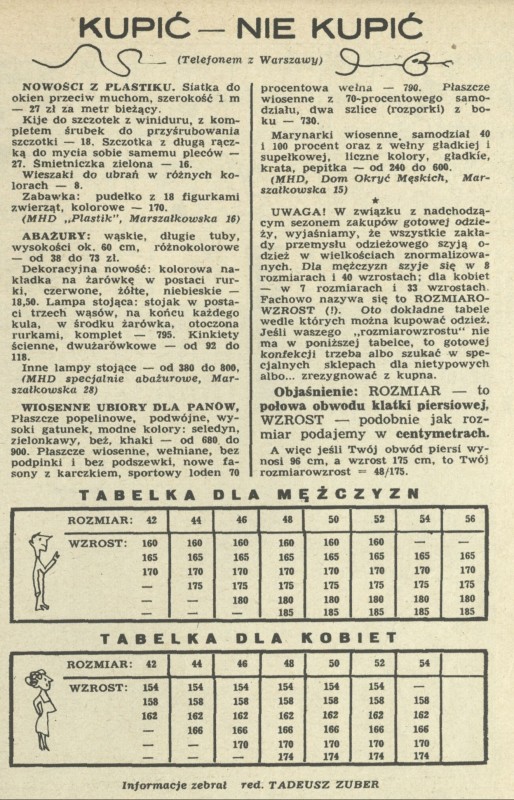 KUPIĆ — NIE KUPIĆ
(Telefonem z Warszawy)
NOWOŚCI Z PLASTIKU. Siatka do
okien przeciw muchom, szerokość 1 m
— 27 zł za metr bieżący.
Kije do szczotek z winiduru, z kom-
pletem śrubek do przyśrubowania
szczotki — 18. Szczotka z długą rącz-
ką do mycia sobie samemu pleców —
27. Śmietniczka zielona — 16.
Wieszaki do ubrań w różnych ko-
lorach — 8.
Zabawka: pudełko z 18 figurkami
zwierząt, kolorowe — 170.
(MHD „Plastik”, Marszałkowska 16)
ABAŻURY: wąskie, długie tuby,
wysokości ok. 60 cm, różnokolorowe
— od 38 do 73 zł.
Dekoracyjna nowość: kolorowa na-
kładka na żarówkę w postaci rur-
ki, czerwone, żółte, niebieskie —
18,50. Lampa stojąca: stojak w posta-
ci trzech wąsów, na końcu każdego
kula, w środku żarówka, otoczona
rurkami, komplet — 795. Kinkiety
ścienne, dwużarówkowe — od 92 do
118.
Inne lampy stojące — od 380 do 800,
(MHD specjalnie abażurowe, Mar-
szałkowska 28)
WIOSENNE UBIORY DLA PANÓW,
Płaszcze popelinowe, podwójne, wy-
soki gatunek, modne kolory: seledyn,
zielonkawy, beż, khaki — od 680 do
900. Płaszcze wiosenne, wełniane, bez
podpinki i bez podszewki, nowe fa-
sony z karczkiem, sportowy loden 70
procentowa wełna — 790. Płaszcze
wiosenne z 70-procentowego samo-
działu, dwa szlice (rozporki) z bo-
ku — 730.
Marynarki wiosenne, samodział 40
i 100 procent oraz z wełny gładkiej i
supełkowej, liczne kolory, gładkie,
krata, pepitka — od 240 do 600.
(MHD, Dom Okryć Męskich, Mar-
szałkowska 15)
★
UWAGA! W związku z nadchodzą-
cym sezonem zakupów gotowej odzie-
ży, wyjaśniamy, że wszystkie zakła-
dy przemysłu odzieżowego szyją o-
dzież w wielkościach znormalizowa-
nych. Dla mężczyzn szyje się w 8
rozmiarach i 40 wzrostach; dla kobiet
— w 7 rozmiarach i 33 wzrostach.
Fachowo nazywa się to ROZMIARO-
WZROST (!). Oto dokładne tabele
wedle których można kupować odzież.
Jeśli waszego „rozmiarowzrostu” nie
ma w poniższej tabelce, to gotowej
konfekcji trzeba albo szukać w spe-
cjalnych sklepach dla nietypowych
albo... zrezygnować z kupna.
Objaśnienie: ROZMIAR — to
połowa obwodu klatki piersiowej,
WZROST — podobnie jak roz-
miar podajemy w centymetrach.
A więc jeśli Twój obwód piersi wy-
nosi 96 cm, a wzrost 175 cm, to Twój
rozmiarowzrost = 48/175.
TABELKA DLA MĘŻCZYZN
ROZMIAR: 42 44 46 48 50 52 54 56
WZROST: 160 160 160 160 160 160 — —
165 165 165 165 165 165 165 165
170 170 170 170 170 170 170 170
— 175 175 175 175 175 175 175
— — 180 180 180 180 180 180
— — — 185 185 185 185 185
TABELKA DLA KOBIET
ROZMIAR: 42 44 46 48 50 52 54
WZROST: 154 154 154 154 154 154 —
158 158 158 158 158 158 158
162 162 162 162 162 162 162
— 166 166 166 166 166 166
— — 170 170 170 170 170
— — — 174 174 174 174
Informacje zebrał red. TADEUSZ ZUBER